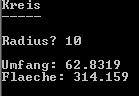 Kreis
-----
Radius? 10
Umfang: 62.8319
Flaeche: 314.159